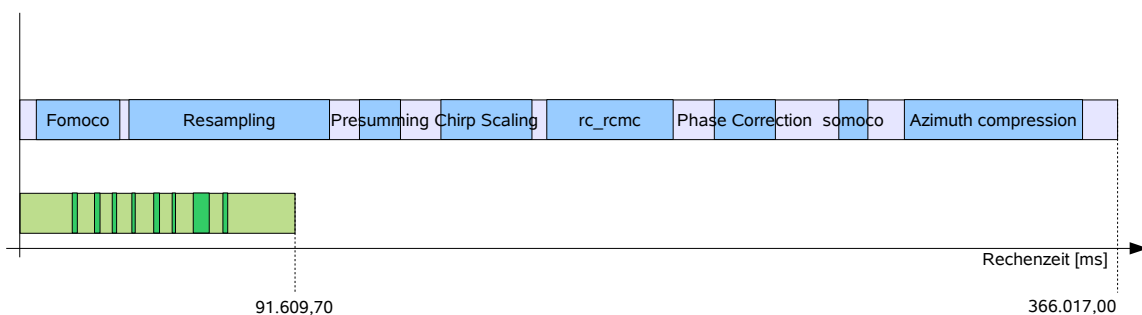 Fomoco Resampling Presumming Chirp Scaling rc_rcmc Phase Correction somoco Azimuth compression
Rechenzeit [ms]
91.609,70 366.017,00